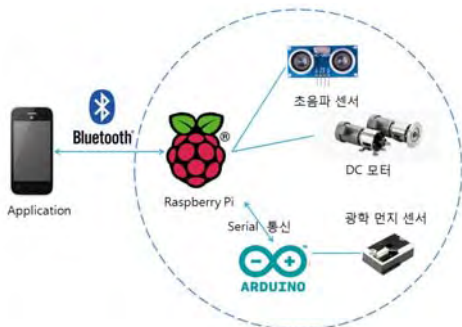 Bluetooth®
Application
®
Raspberry Pi
초음파 센서
DC 모터
Serial 통신
광학 먼지 센서
ARDUINO